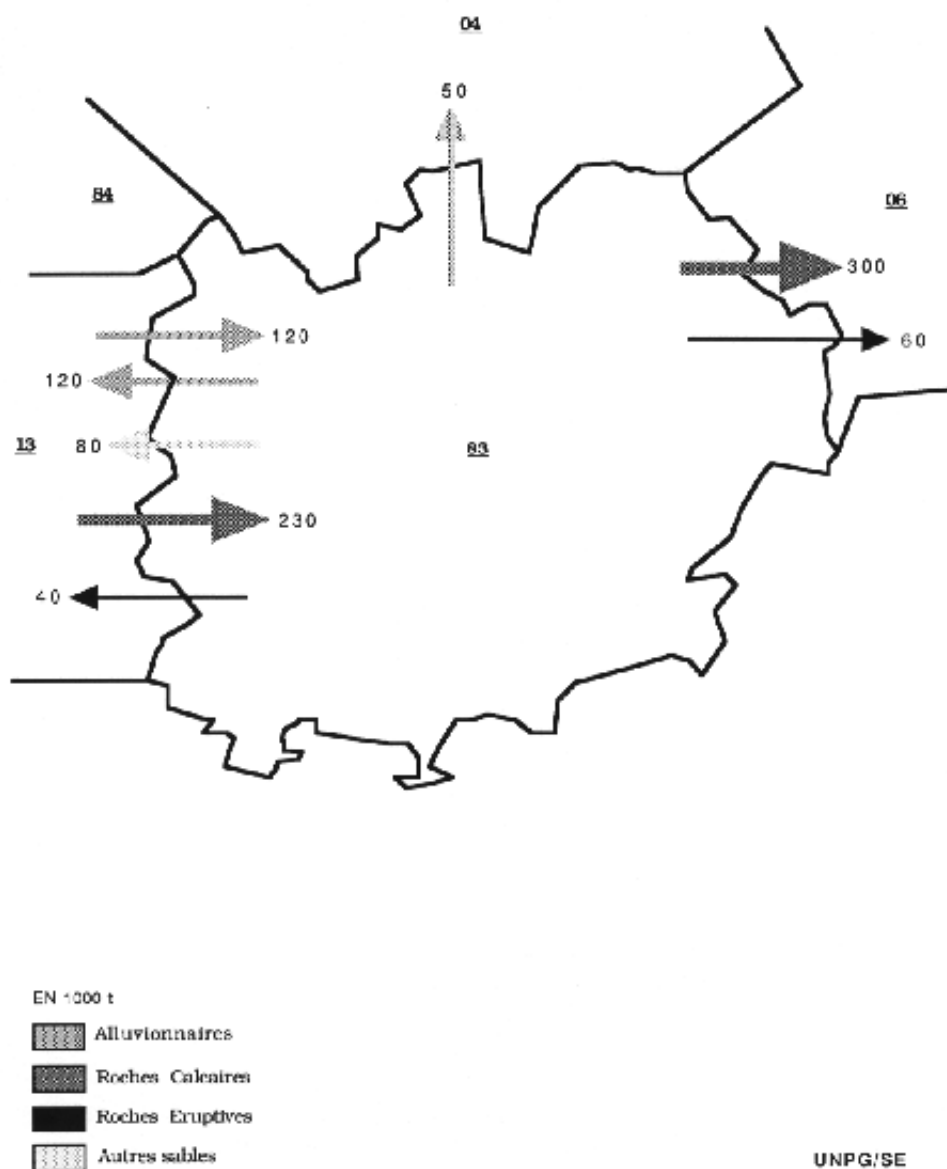 04
50
84
06
300
120
60
120
13
80
83
230
40
EN 1000 t
Alluvionnaires
Roches Calcaires
Roches Eruptives
Autres sables
UNPG/SE